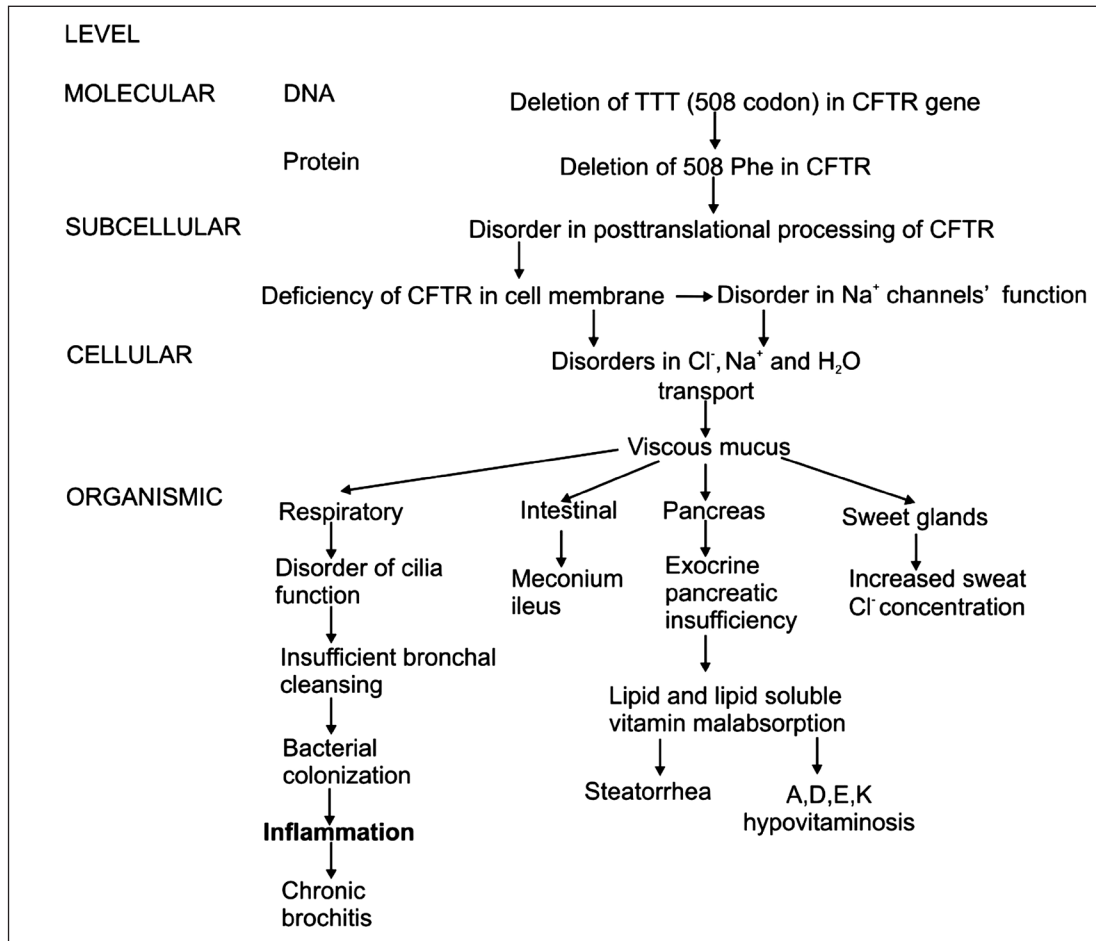 LEVEL
MOLECULAR DNA Deletion of TTT (508 codon) in CFTR gene
Protein Deletion of 508 Phe in CFTR
SUBCELLULAR Disorder in posttranslational processing of CFTR
Deficiency of CFTR in cell membrane Disorder in Na⁺ channels' function
CELLULAR Disorders in Cl⁻, Na⁺ and H₂O
transport
Viscous mucus
ORGANISMIC
Respiratory
Disorder of cilia
function
Insufficient bronchal
cleansing
Bacterial
colonization
Inflammation
Chronic
brochitis
Intestinal
Meconium
ileus
Pancreas
Exocrine
pancreatic
insufficiency
Lipid and lipid soluble
vitamin malabsorption
Steatorrhea
A,D,E,K
hypovitaminosis
Sweet glands
Increased sweat
Cl⁻ concentration